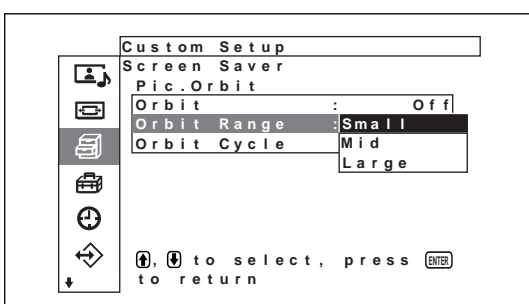 Custom Setup
Screen Saver
Pic.Orbit
Orbit : Off
Orbit Range :Small
Orbit Cycle Mid
Large
, to select, press ENTER
to return